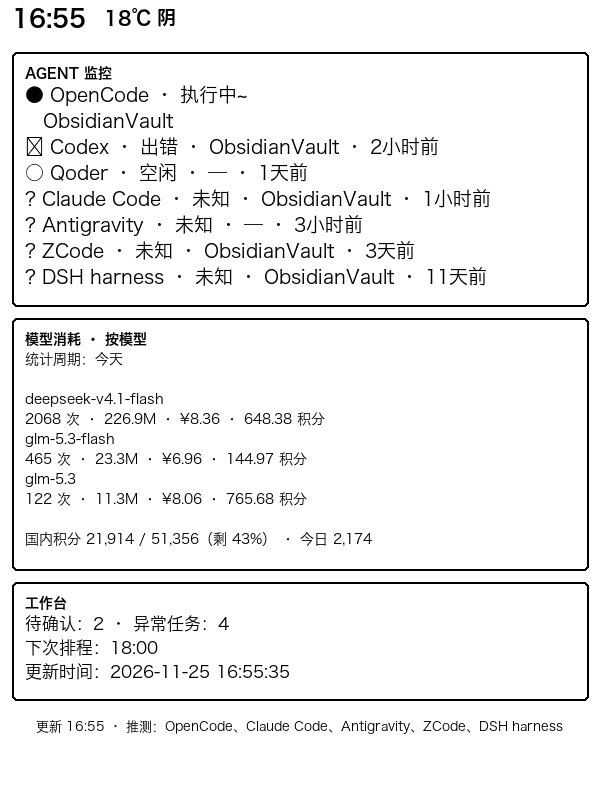 16:55 18℃ 阴
AGENT 监控
● OpenCode · 执行中~
ObsidianVault
☒ Codex · 出错 · ObsidianVault · 2小时前
○ Qoder · 空闲 · — · 1天前
? Claude Code · 未知 · ObsidianVault · 1小时前
? Antigravity · 未知 · — · 3小时前
? ZCode · 未知 · ObsidianVault · 3天前
? DSH harness · 未知 · ObsidianVault · 11天前
模型消耗 · 按模型
统计周期：今天
deepseek-v4.1-flash
2068 次 · 226.9M · ¥8.36 · 648.38 积分
glm-5.3-flash
465 次 · 23.3M · ¥6.96 · 144.97 积分
glm-5.3
122 次 · 11.3M · ¥8.06 · 765.68 积分
国内积分 21,914 / 51,356（剩 43%） · 今日 2,174
工作台
待确认：2 · 异常任务：4
下次排程：18:00
更新时间：2026-11-25 16:55:35
更新 16:55 · 推测：OpenCode、Claude Code、Antigravity、ZCode、DSH harness